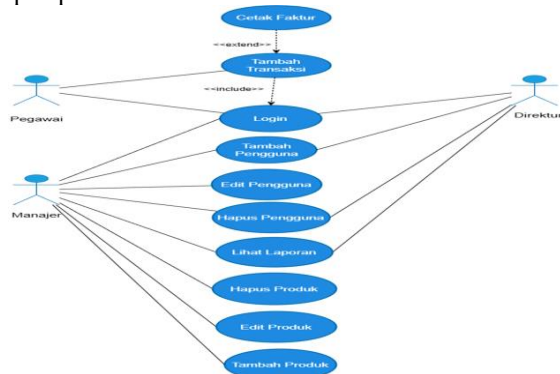 Cetak Faktur
<<extend>>
Tambah
Transaksi
<<include>>
Pegawai
Login
Direktur
Tambah
Pengguna
Edit Pengguna
Manajer
Hapus Pengguna
Lihat Laporan
Hapus Produk
Edit Produk
Tambah Produk